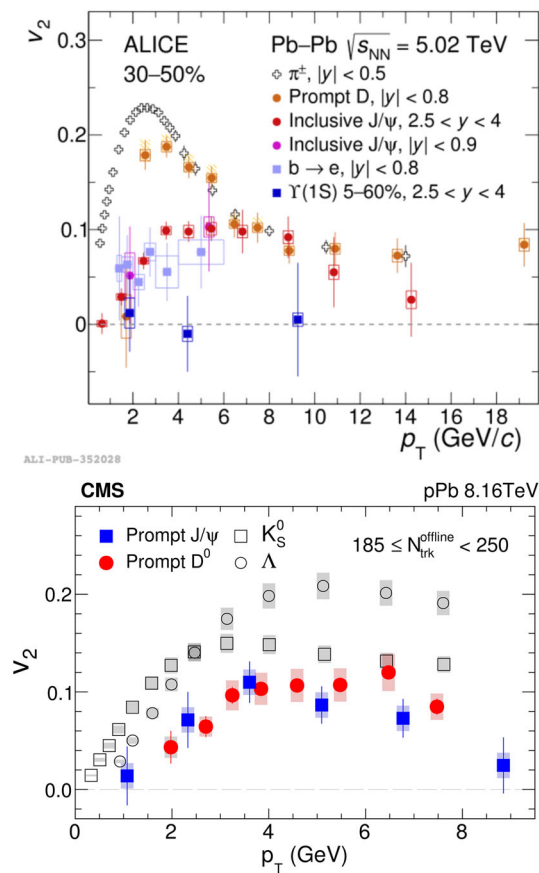 v₂
ALICE
30–50%
Pb–Pb √sNN = 5.02 TeV
π±, |y| < 0.5
Prompt D, |y| < 0.8
Inclusive J/ψ, 2.5 < y < 4
Inclusive J/ψ, |y| < 0.9
b → e, |y| < 0.8
ϒ(1S) 5–60%, 2.5 < y < 4
0.3
0.2
0.1
0
0 2 4 6 8 10 12 14 16 18
pT (GeV/c)
ALI-PUB-352028
CMS
pPb 8.16TeV
Prompt J/ψ
K⁰S
Prompt D⁰
Λ
185 ≤ Ntrk^offline < 250
v₂
0.2
0.1
0.0
0 2 4 6 8
pT (GeV)